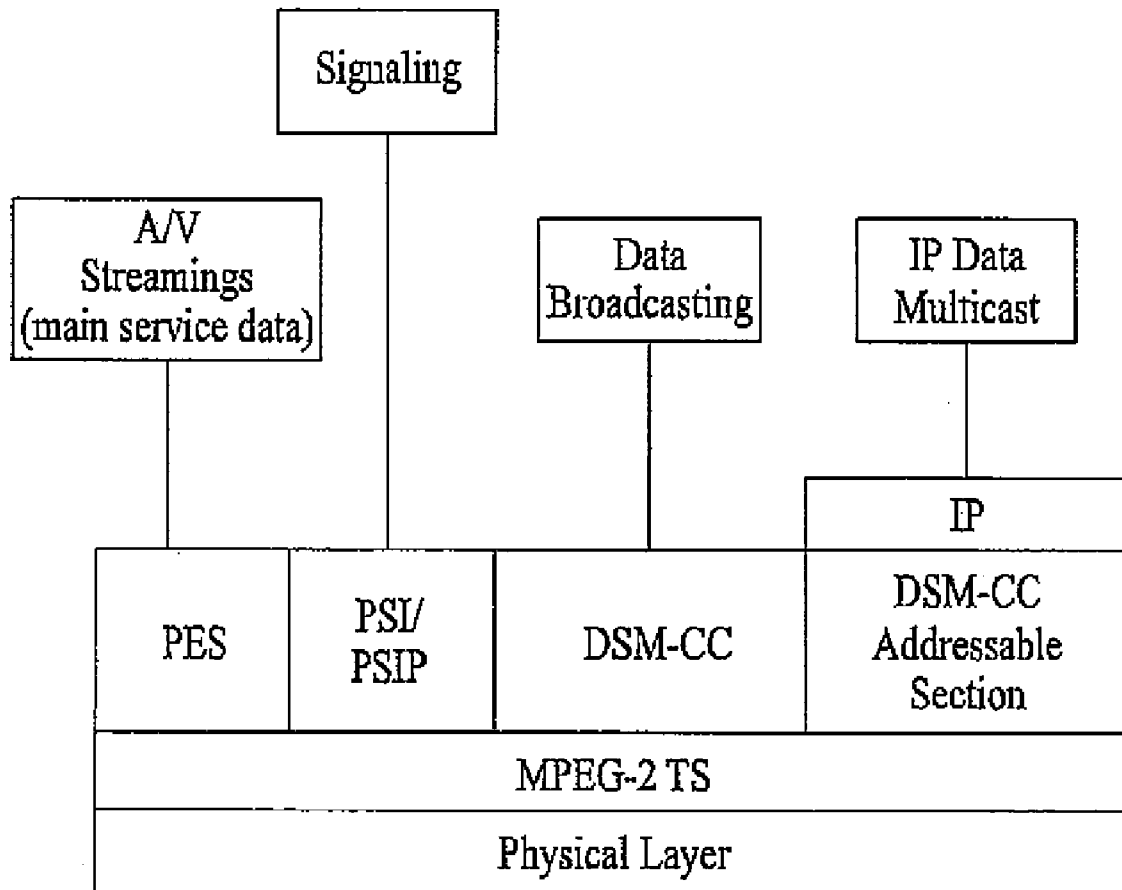 Signaling
A/V
Streamings
(main service data)
Data
Broadcasting
IP Data
Multicast
IP
PES
PSI/
PSIP
DSM-CC
DSM-CC
Addressable
Section
MPEG-2 TS
Physical Layer